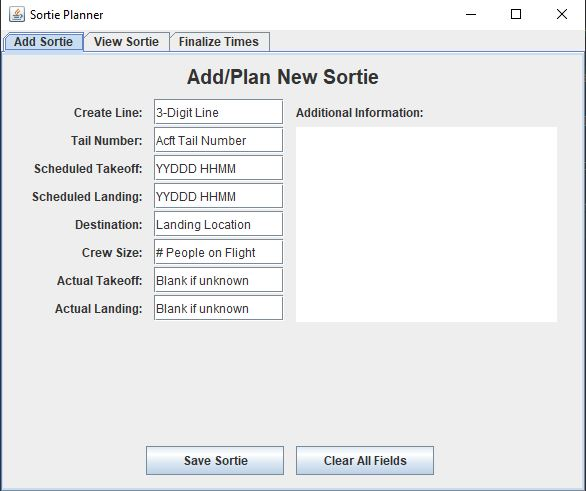 Sortie Planner
Add Sortie View Sortie Finalize Times
Add/Plan New Sortie
Create Line: 3-Digit Line Additional Information:
Tail Number: Acft Tail Number
Scheduled Takeoff: YYDDD HHMM
Scheduled Landing: YYDDD HHMM
Destination: Landing Location
Crew Size: # People on Flight
Actual Takeoff: Blank if unknown
Actual Landing: Blank if unknown
Save Sortie Clear All Fields